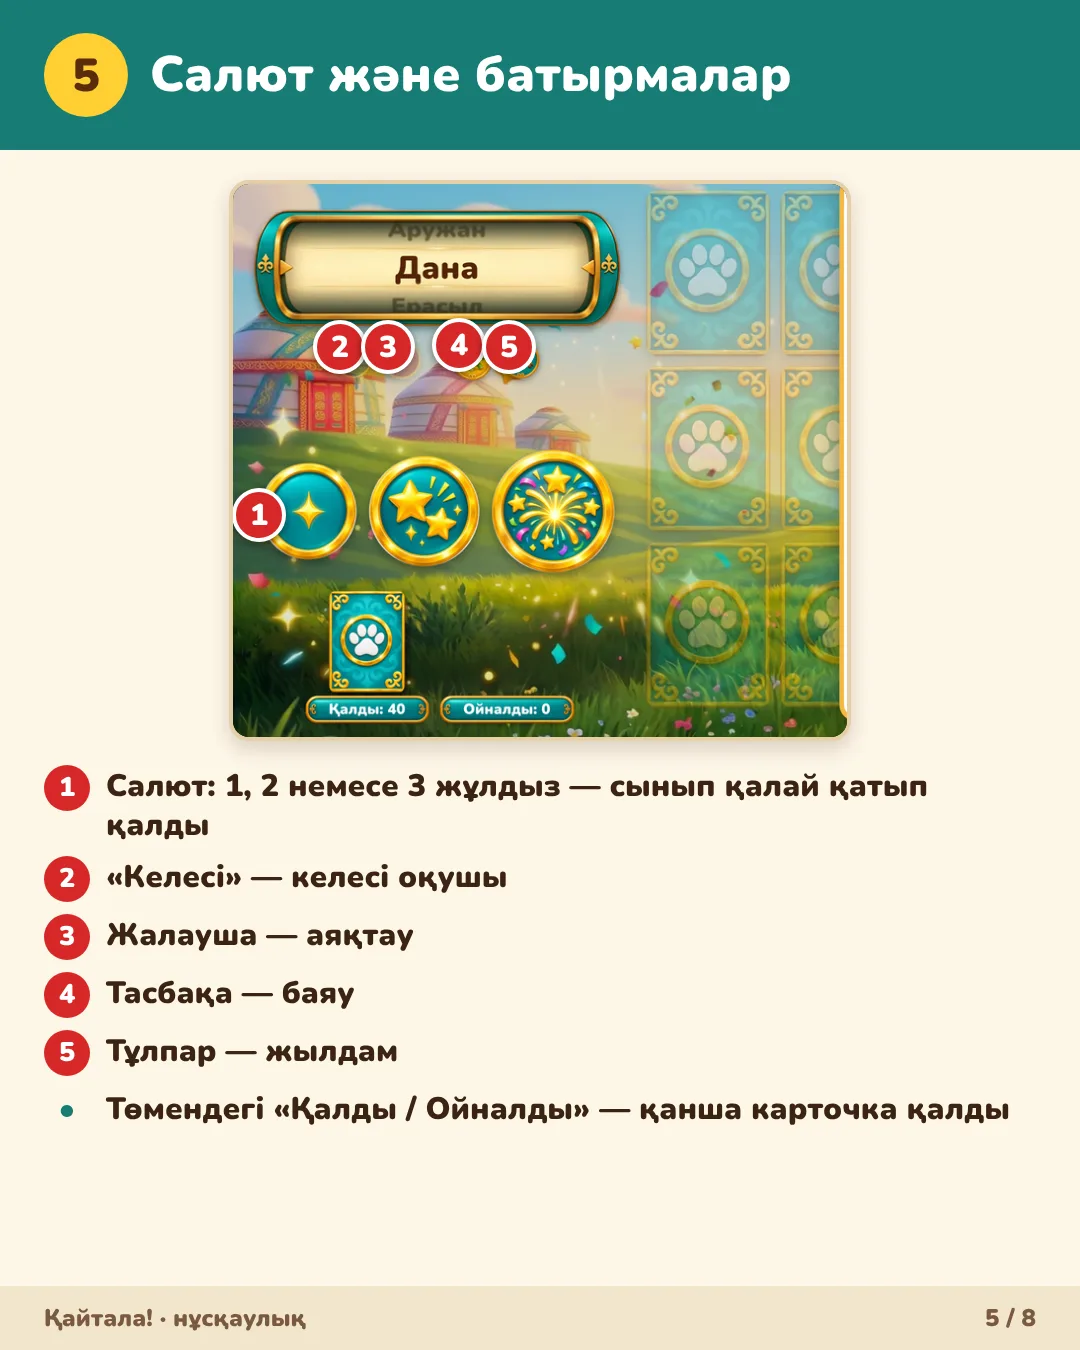 5
Салют және батырмалар
Аружан
Дана
Ерасыл
2 3 4 5
1
Қалды: 40
Ойналды: 0
1 Салют: 1, 2 немесе 3 жұлдыз — сынып қалай қатып
қалды
2 «Келесі» — келесі оқушы
3 Жалауша — аяқтау
4 Тасбақа — баяу
5 Тұлпар — жылдам
• Төмендегі «Қалды / Ойналды» — қанша карточка қалды
Қайтала! · нұсқаулық
5 / 8